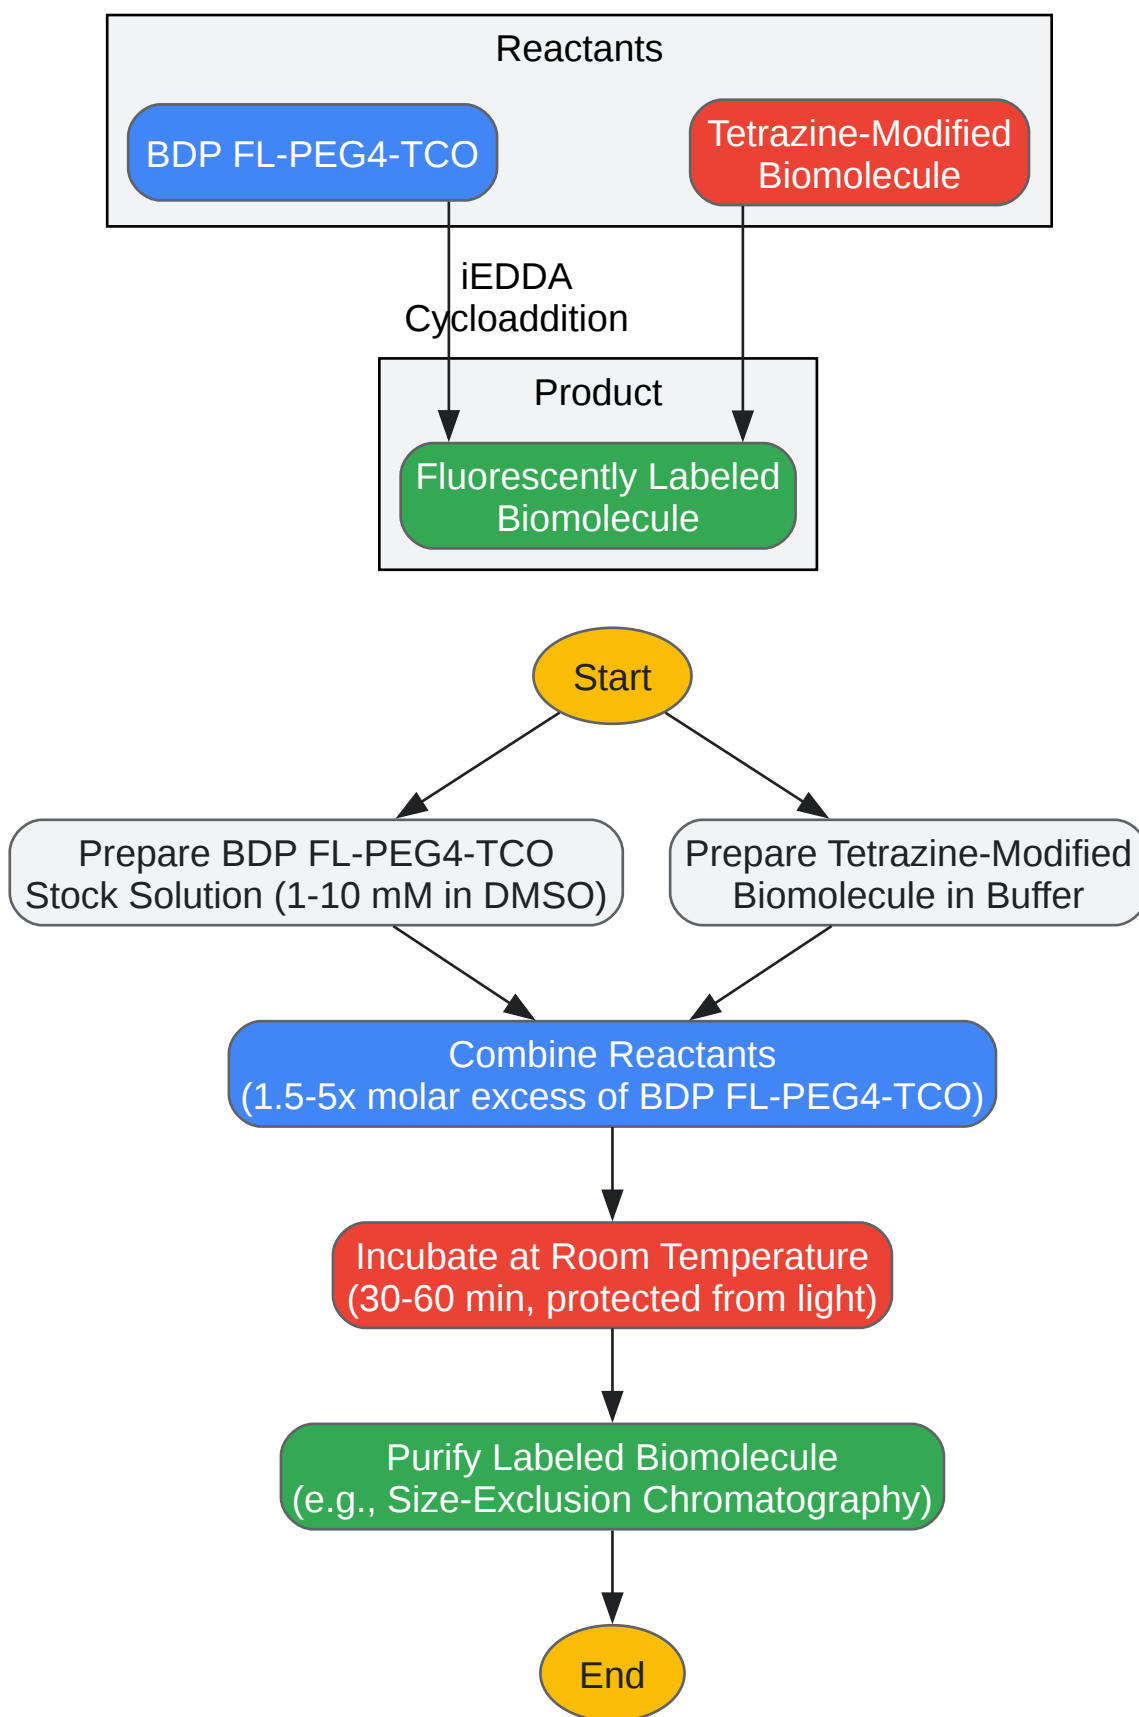 Reactants
BDP FL-PEG4-TCO
Tetrazine-Modified
Biomolecule
iEDDA
Cycloaddition
Product
Fluorescently Labeled
Biomolecule
Start
Prepare BDP FL-PEG4-TCO
Stock Solution (1-10 mM in DMSO)
Prepare Tetrazine-Modified
Biomolecule in Buffer
Combine Reactants
(1.5-5x molar excess of BDP FL-PEG4-TCO)
Incubate at Room Temperature
(30-60 min, protected from light)
Purify Labeled Biomolecule
(e.g., Size-Exclusion Chromatography)
End